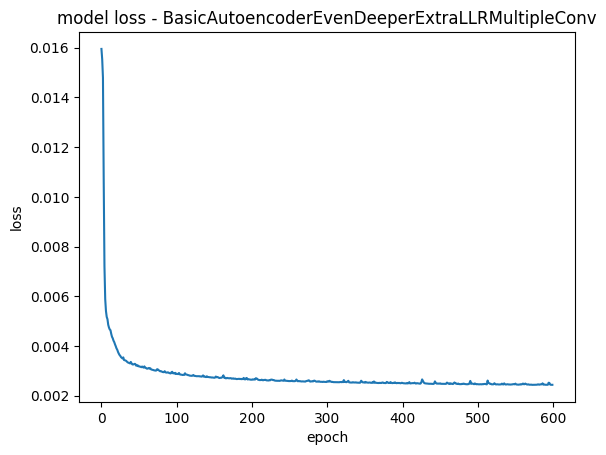 model loss - BasicAutoencoderEvenDeeperExtraLLRMultipleConv
0.016
0.014
0.012
0.010
0.008
0.006
0.004
0.002
loss
0 100 200 300 400 500 600
epoch